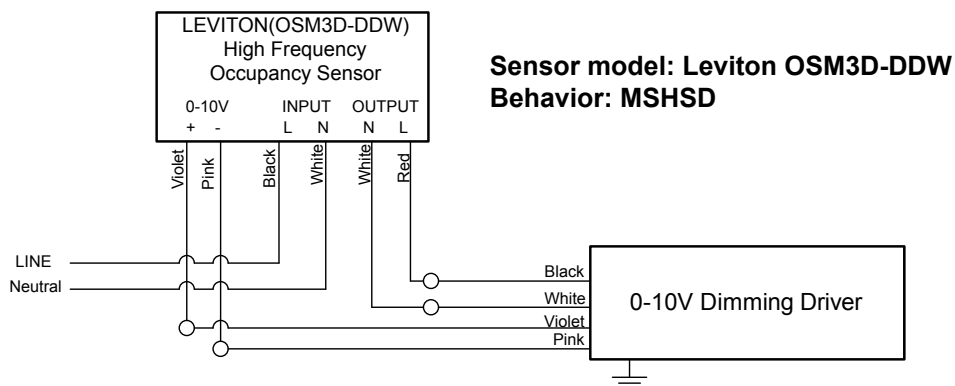 LEVITON(OSM3D-DDW)
High Frequency
Occupancy Sensor
0-10V INPUT OUTPUT
+ - L N N L
Violet
Pink
Black
White
White
Red
Sensor model: Leviton OSM3D-DDW
Behavior: MSHSD
LINE
Neutral
Black
White
Violet
Pink
0-10V Dimming Driver